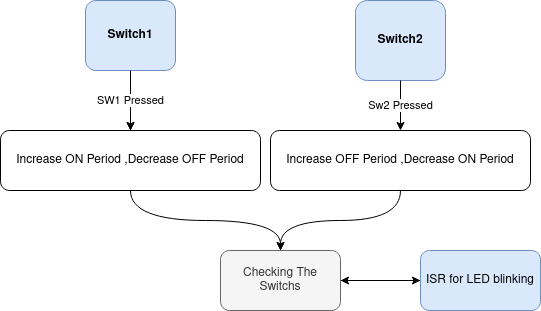 Switch1
Switch2
SW1 Pressed
Sw2 Pressed
Increase ON Period ,Decrease OFF Period
Increase OFF Period ,Decrease ON Period
Checking The
Switchs
ISR for LED blinking